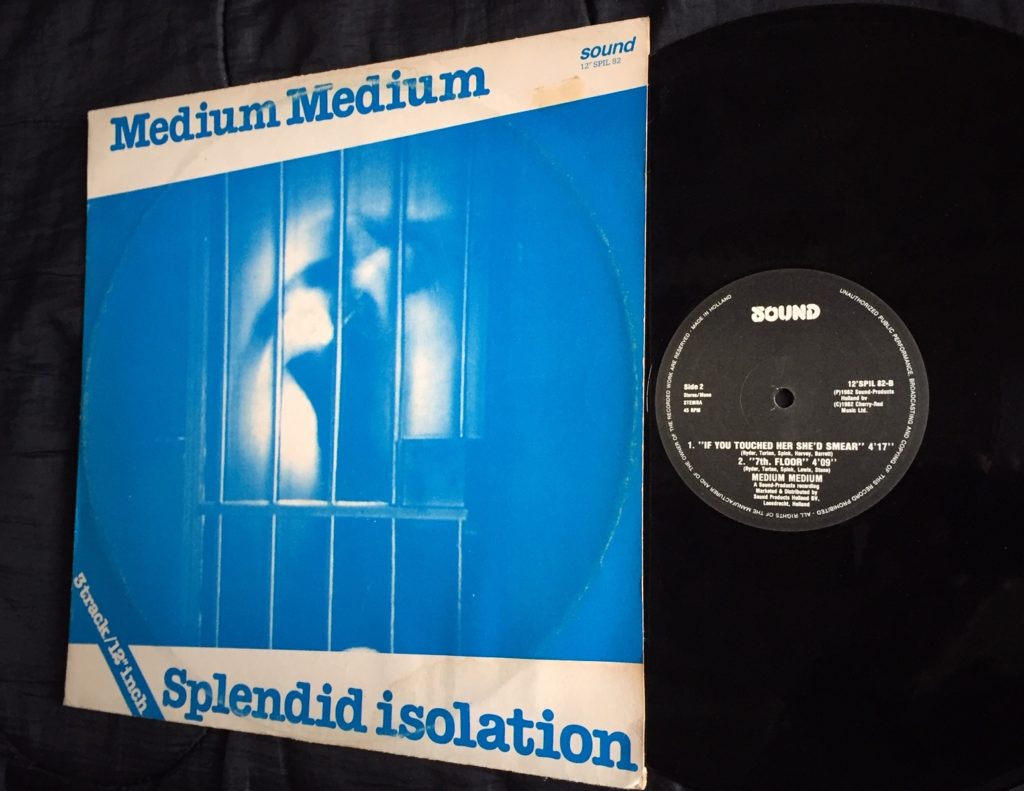 sound
12" SPIL 82
Medium Medium
3 track/12" inch
Splendid isolation
SOUND
UNAUTHORIZED PUBLIC PERFORMANCE, BROADCASTING AND COPYING OF THIS RECORD PROHIBITED - ALL RIGHTS OF THE MANUFACTURER AND OF THE OWNER OF THE RECORDED WORK ARE RESERVED - MADE IN HOLLAND
Side 2
Stereo/Mono
STEMRA
45 RPM
12"SPIL 82-B
(P)1982 Sound-Products
Holland bv
(C)1982 Cherry-Red
Music Ltd.
1. "IF YOU TOUCHED HER SHE'D SMEAR" 4'17"
(Ryder, Turien, Spink, Harvey, Barrett)
2. "7th. FLOOR" 4'09"
(Ryder, Turien, Spink, Lewis, Stone)
MEDIUM MEDIUM
A Sound-Products recording
Marketed & Distributed by
Sound Products Holland BV,
Loosdrecht, Holland